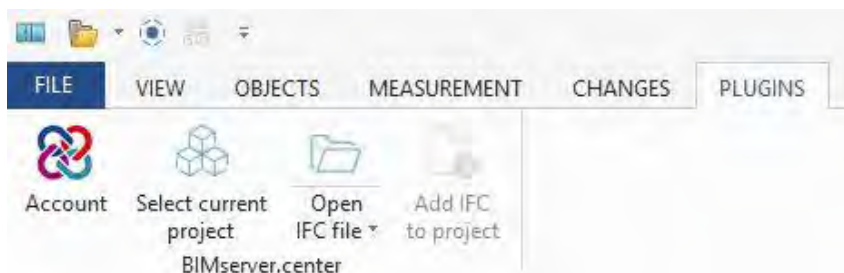 FILE VIEW OBJECTS MEASUREMENT CHANGES PLUGINS
Account Select current Open Add IFC
project IFC file to project
BIMserver.center